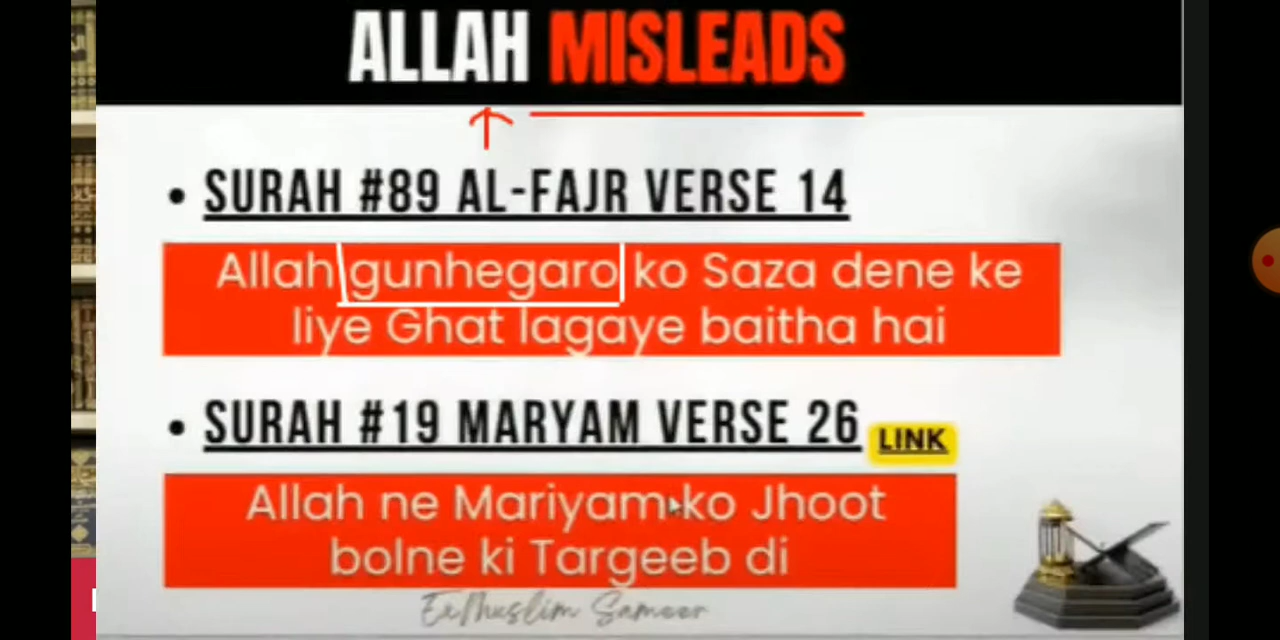 ALLAH MISLEADS
• SURAH #89 AL-FAJR VERSE 14
Allah gunhegaro ko Saza dene ke
liye Ghat lagaye baitha hai
• SURAH #19 MARYAM VERSE 26 LINK
Allah ne Mariyam ko Jhoot
bolne ki Targeeb di
ExMuslim Sameer